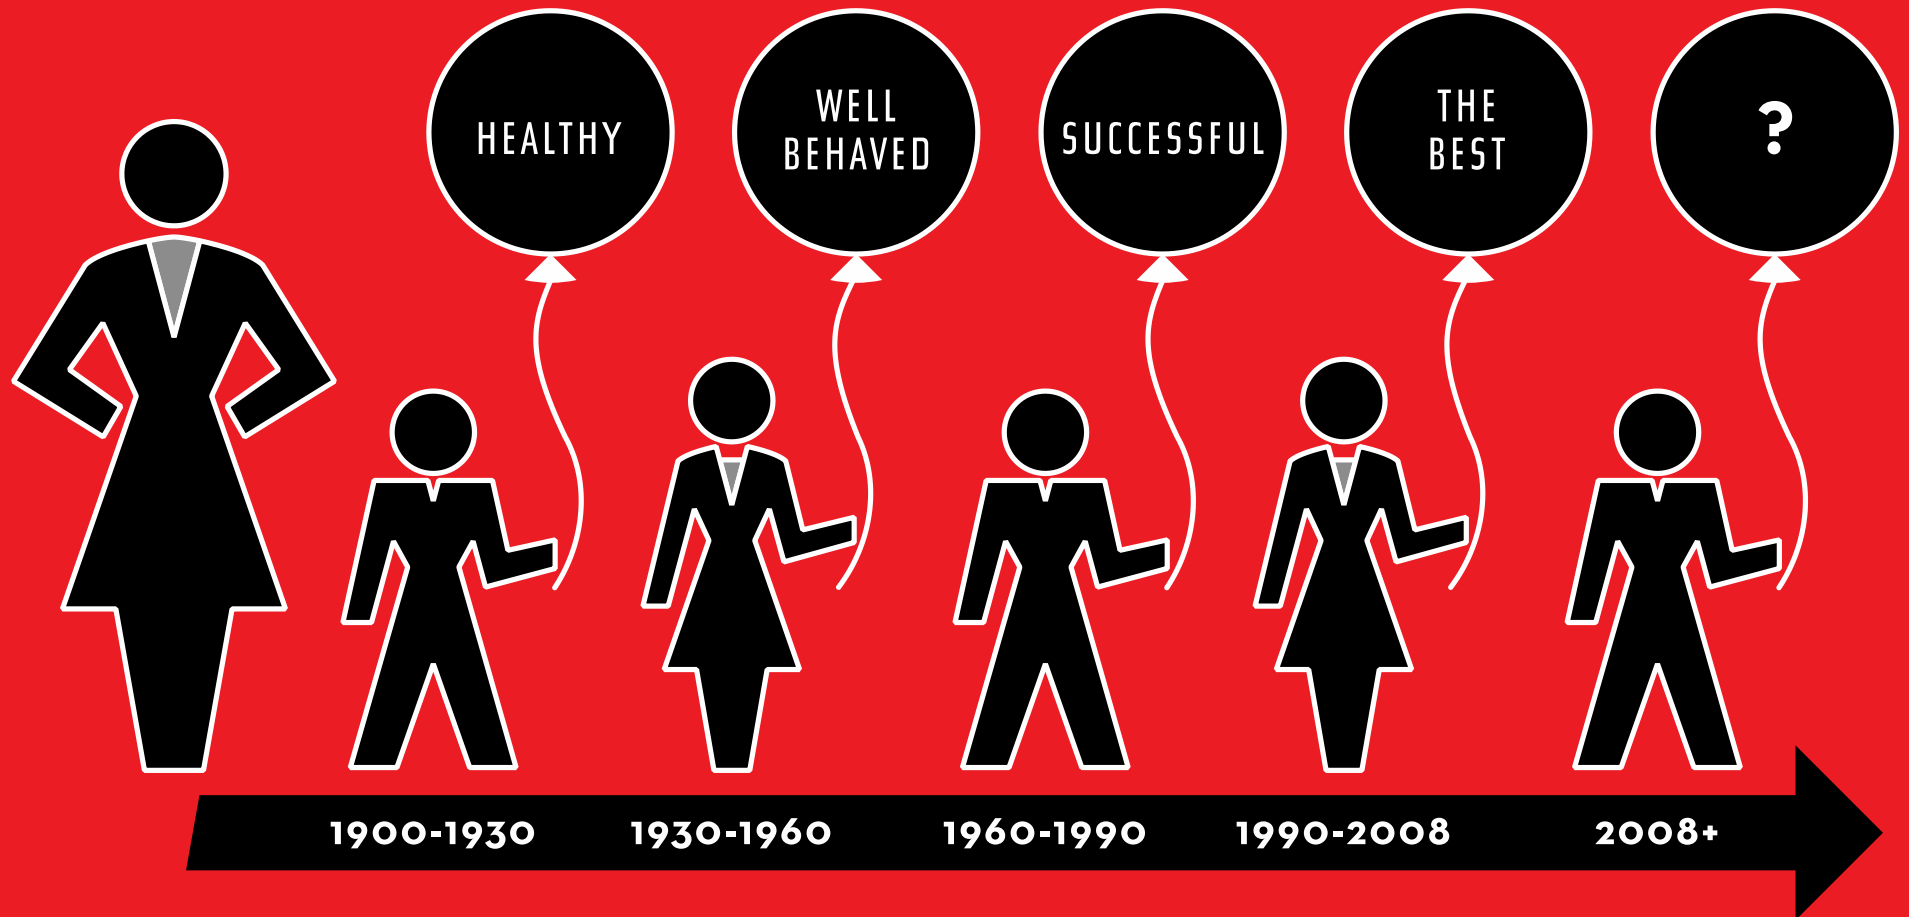 HEALTHY
WELL
BEHAVED
SUCCESSFUL
THE
BEST
?
1900-1930
1930-1960
1960-1990
1990-2008
2008+